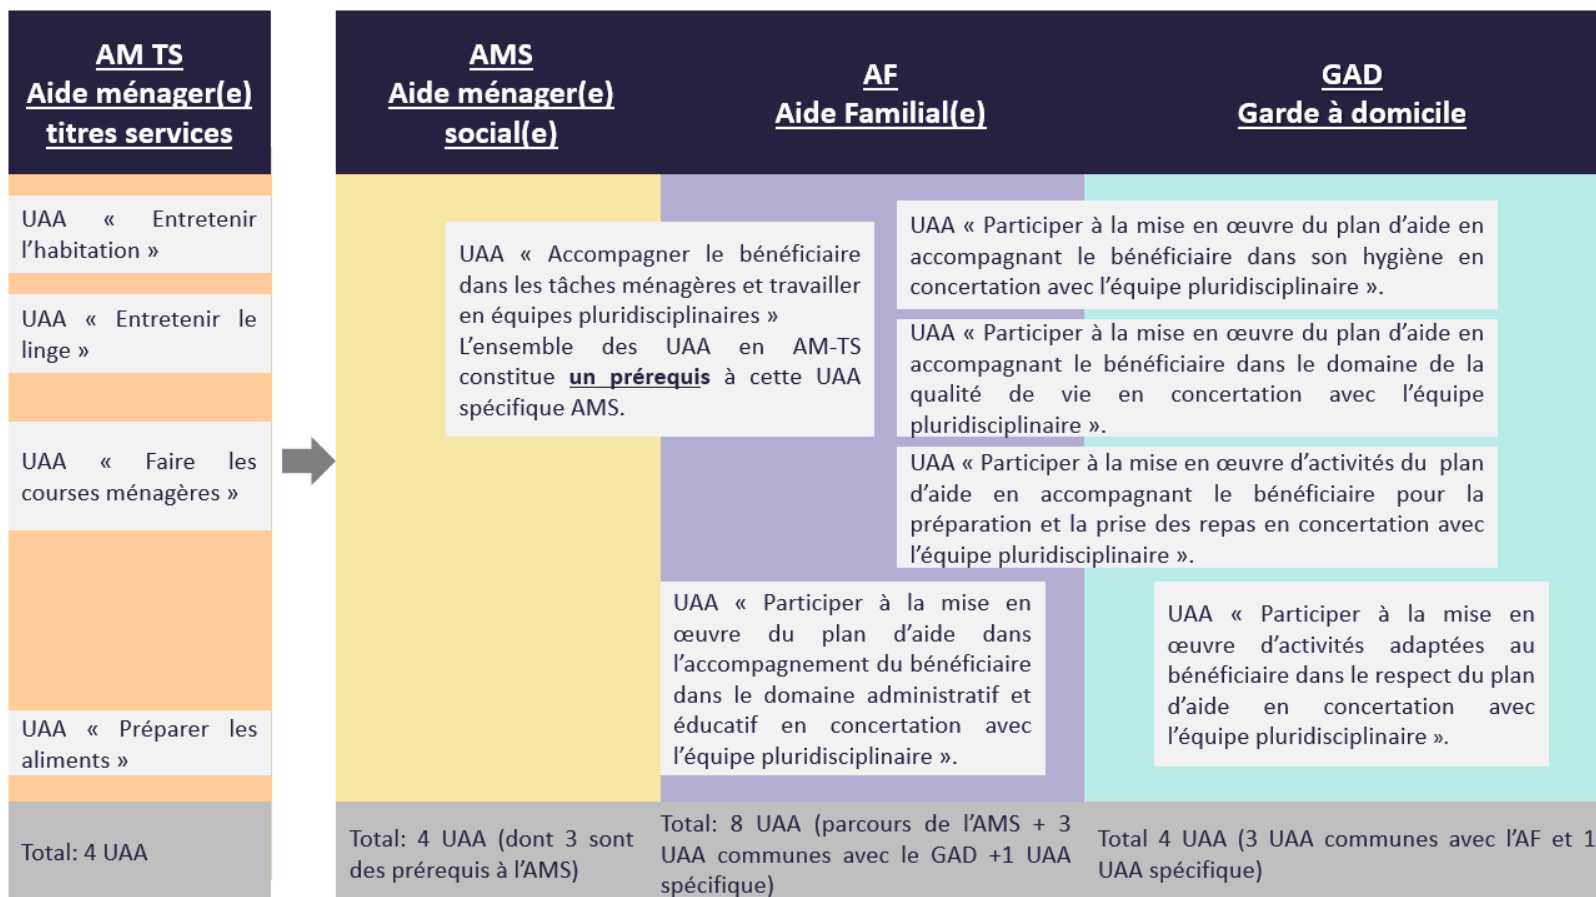 AM TS
Aide ménager(e)
titres services
AMS
Aide ménager(e)
social(e)
AF
Aide Familial(e)
GAD
Garde à domicile
UAA « Entretenir
l’habitation »
UAA « Entretenir le
linge »
UAA « Faire les
courses ménagères »
UAA « Préparer les
aliments »
UAA « Accompagner le bénéficiaire
dans les tâches ménagères et travailler
en équipes pluridisciplinaires »
L’ensemble des UAA en AM-TS
constitue un prérequis à cette UAA
spécifique AMS.
UAA « Participer à la mise en œuvre du plan d’aide en
accompagnant le bénéficiaire dans son hygiène en
concertation avec l’équipe pluridisciplinaire ».
UAA « Participer à la mise en œuvre du plan d’aide en
accompagnant le bénéficiaire dans le domaine de la
qualité de vie en concertation avec l’équipe
pluridisciplinaire ».
UAA « Participer à la mise en œuvre d’activités du plan
d’aide en accompagnant le bénéficiaire pour la
préparation et la prise des repas en concertation avec
l’équipe pluridisciplinaire ».
UAA « Participer à la mise en
œuvre du plan d’aide dans
l’accompagnement du bénéficiaire
dans le domaine administratif et
éducatif en concertation avec
l’équipe pluridisciplinaire ».
UAA « Participer à la mise en
œuvre d’activités adaptées au
bénéficiaire dans le respect du plan
d’aide en concertation avec
l’équipe pluridisciplinaire ».
Total: 4 UAA
Total: 4 UAA (dont 3 sont
des prérequis à l’AMS)
Total: 8 UAA (parcours de l’AMS + 3
UAA communes avec le GAD +1 UAA
spécifique)
Total 4 UAA (3 UAA communes avec l’AF et 1
UAA spécifique)